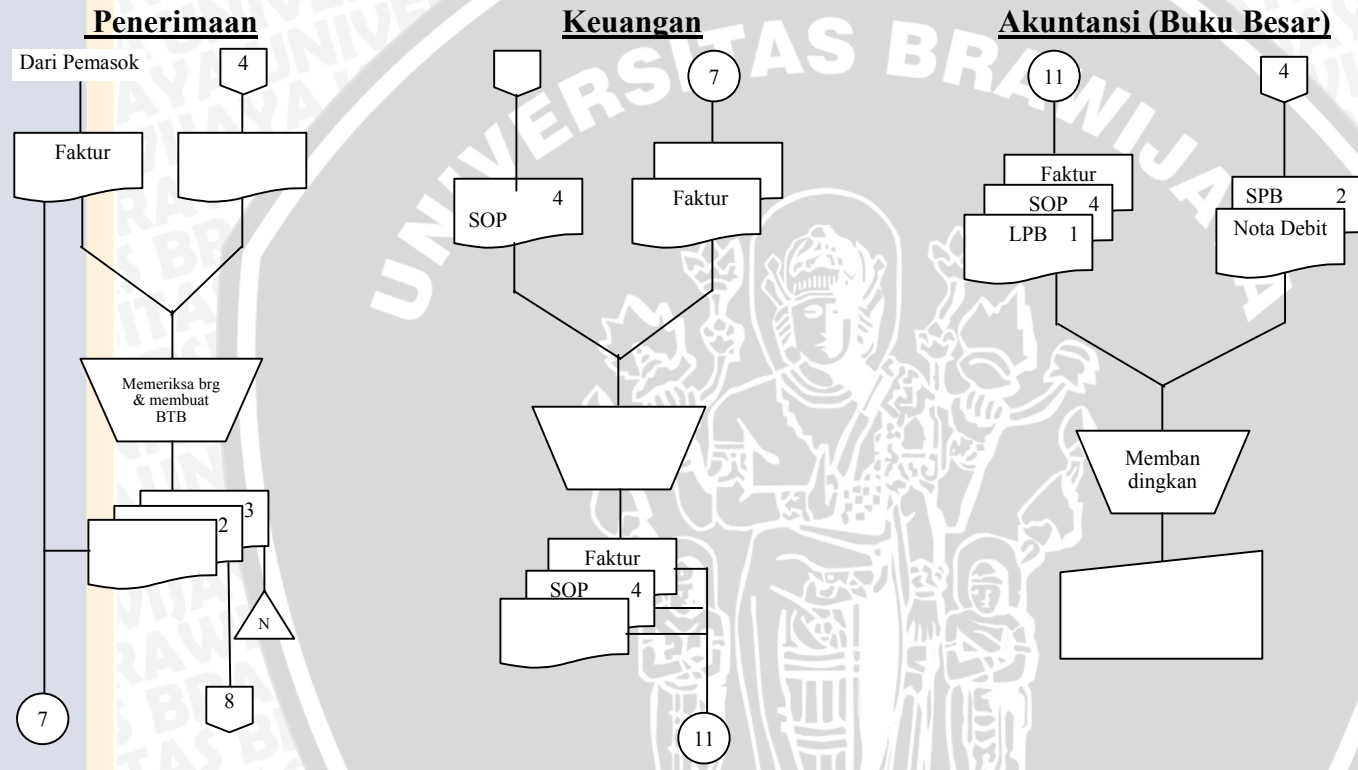 Penerimaan
Dari Pemasok
4
Faktur
Memeriksa brg
& membuat
BTB
3
2
N
8
7
Keuangan
7
4
SOP
Faktur
Faktur
SOP 4
11
Akuntansi (Buku Besar)
11
4
Faktur
SOP 4
LPB 1
SPB 2
Nota Debit
Memban
dingkan
UNIVERSITAS BRAWIJAYA